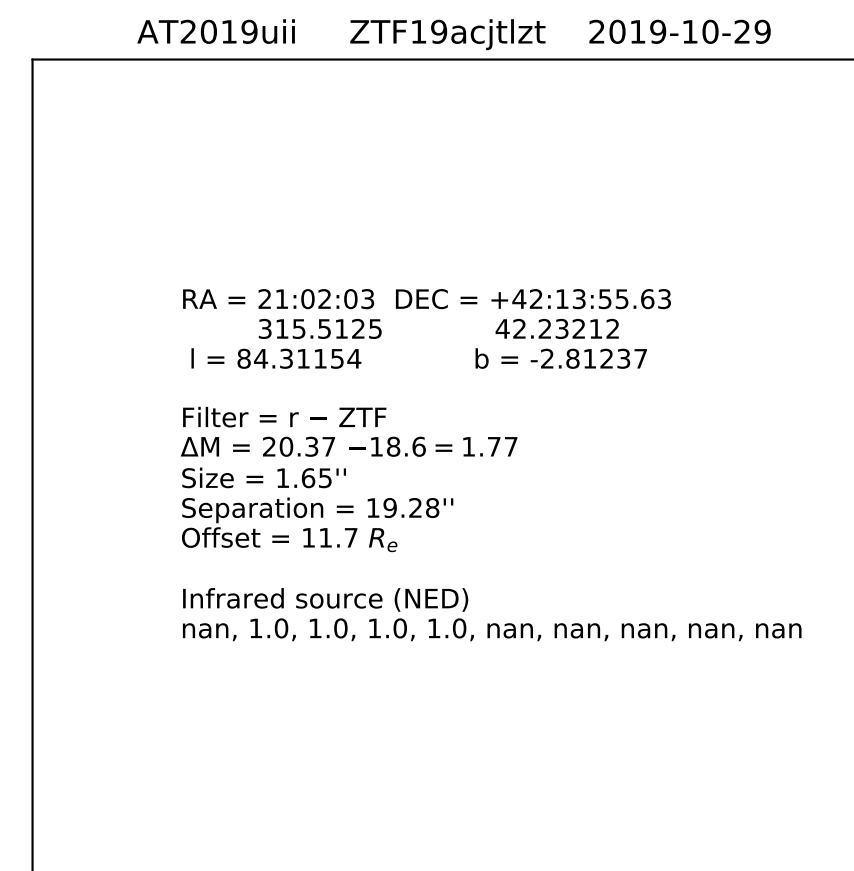 AT2019uii ZTF19acjtlzt 2019-10-29
RA = 21:02:03 DEC = +42:13:55.63
315.5125 42.23212
l = 84.31154 b = -2.81237
Filter = r − ZTF
ΔM = 20.37 −18.6 = 1.77
Size = 1.65''
Separation = 19.28''
Offset = 11.7 Rₑ
Infrared source (NED)
nan, 1.0, 1.0, 1.0, 1.0, nan, nan, nan, nan, nan